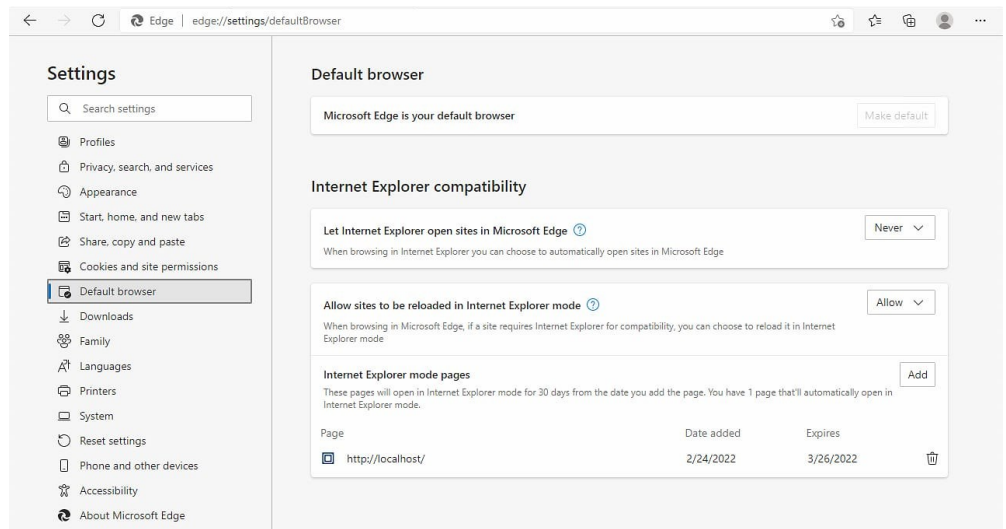 Edge | edge://settings/defaultBrowser
Settings
Search settings
Profiles
Privacy, search, and services
Appearance
Start, home, and new tabs
Share, copy and paste
Cookies and site permissions
Default browser
Downloads
Family
Languages
Printers
System
Reset settings
Phone and other devices
Accessibility
About Microsoft Edge
Default browser
Microsoft Edge is your default browser
Make default
Internet Explorer compatibility
Let Internet Explorer open sites in Microsoft Edge
Never
When browsing in Internet Explorer you can choose to automatically open sites in Microsoft Edge
Allow sites to be reloaded in Internet Explorer mode
Allow
When browsing in Microsoft Edge, if a site requires Internet Explorer for compatibility, you can choose to reload it in Internet
Explorer mode
Internet Explorer mode pages
Add
These pages will open in Internet Explorer mode for 30 days from the date you add the page. You have 1 page that'll automatically open in
Internet Explorer mode.
Page Date added Expires
http://localhost/ 2/24/2022 3/26/2022